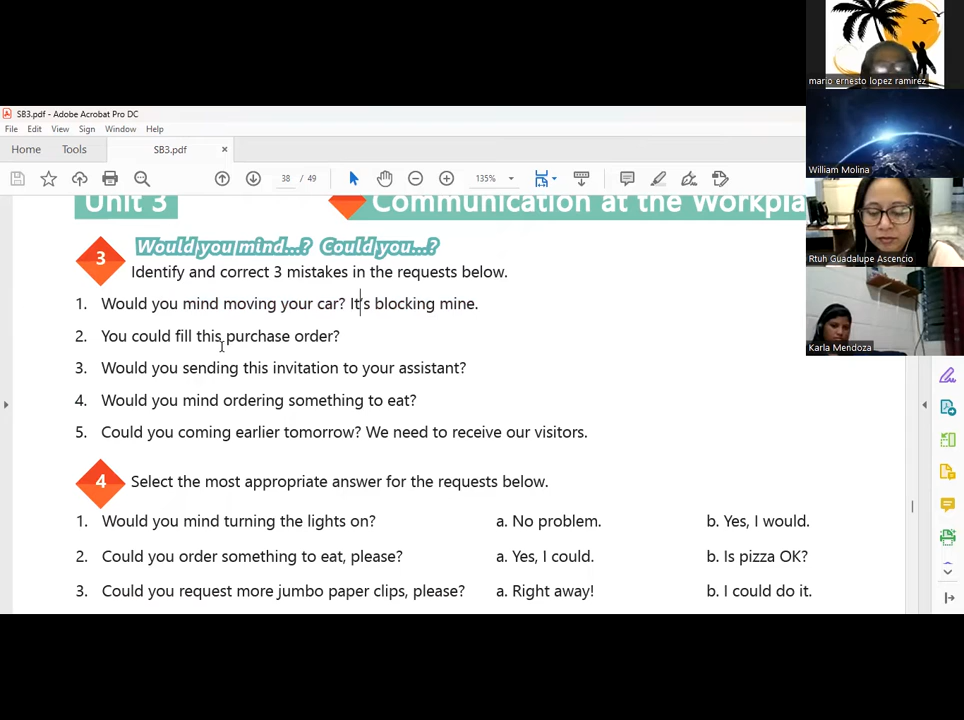 SB3.pdf - Adobe Acrobat Pro DC
File Edit View Sign Window Help
Home Tools SB3.pdf ×
38 / 49 135%
Unit 3 Communication at the Workpla
3 Would you mind...? Could you...?
Identify and correct 3 mistakes in the requests below.
1. Would you mind moving your car? It's blocking mine.
2. You could fill this purchase order?
3. Would you sending this invitation to your assistant?
4. Would you mind ordering something to eat?
5. Could you coming earlier tomorrow? We need to receive our visitors.
4 Select the most appropriate answer for the requests below.
1. Would you mind turning the lights on? a. No problem. b. Yes, I would.
2. Could you order something to eat, please? a. Yes, I could. b. Is pizza OK?
3. Could you request more jumbo paper clips, please? a. Right away! b. I could do it.
mario ernesto lopez ramirez
William Molina
Rtuh Guadalupe Ascencio
Karla Mendoza